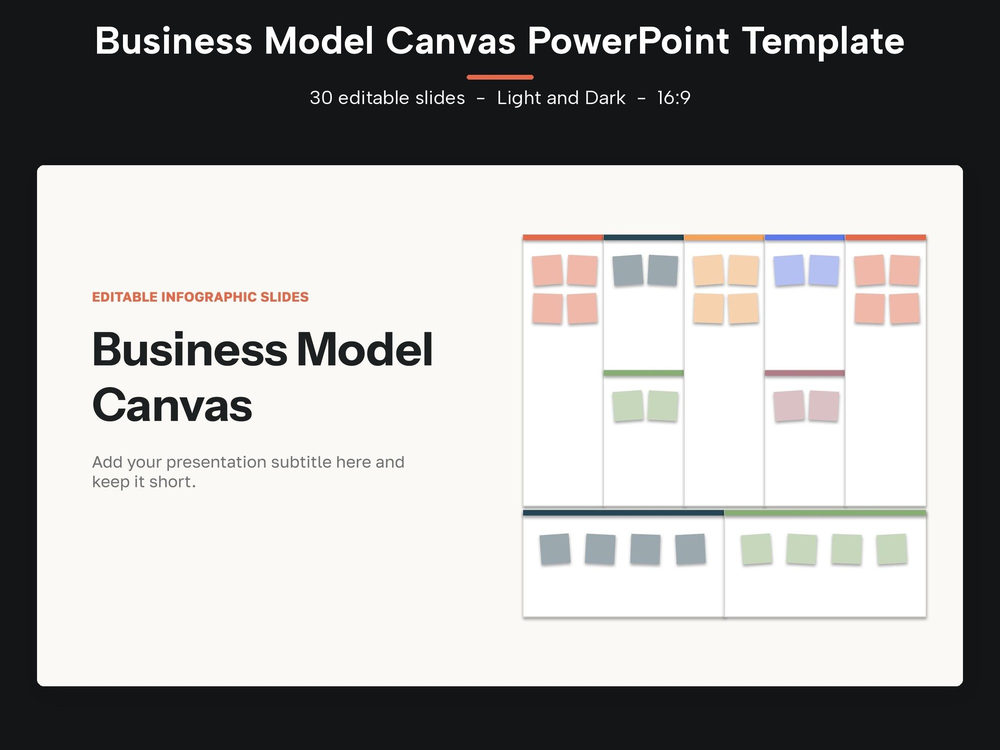 Business Model Canvas PowerPoint Template
30 editable slides - Light and Dark - 16:9
EDITABLE INFOGRAPHIC SLIDES
Business Model
Canvas
Add your presentation subtitle here and
keep it short.